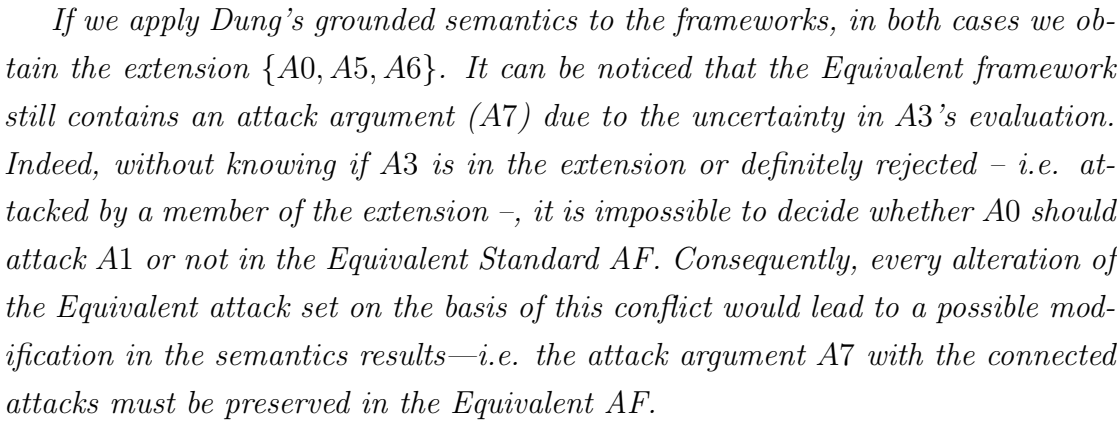 If we apply Dung's grounded semantics to the frameworks, in both cases we ob-
tain the extension {A0, A5, A6}. It can be noticed that the Equivalent framework
still contains an attack argument (A7) due to the uncertainty in A3's evaluation.
Indeed, without knowing if A3 is in the extension or definitely rejected – i.e. at-
tacked by a member of the extension –, it is impossible to decide whether A0 should
attack A1 or not in the Equivalent Standard AF. Consequently, every alteration of
the Equivalent attack set on the basis of this conflict would lead to a possible mod-
ification in the semantics results—i.e. the attack argument A7 with the connected
attacks must be preserved in the Equivalent AF.